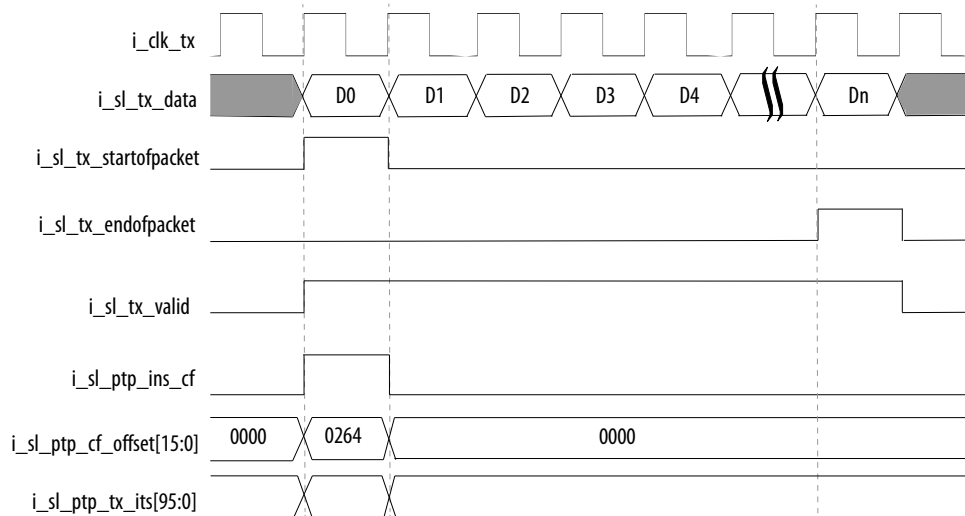 i_clk_tx
i_sl_tx_data D0 D1 D2 D3 D4 Dn
i_sl_tx_startofpacket
i_sl_tx_endofpacket
i_sl_tx_valid
i_sl_ptp_ins_cf
i_sl_ptp_cf_offset[15:0] 0000 0264 0000
i_sl_ptp_tx_its[95:0]